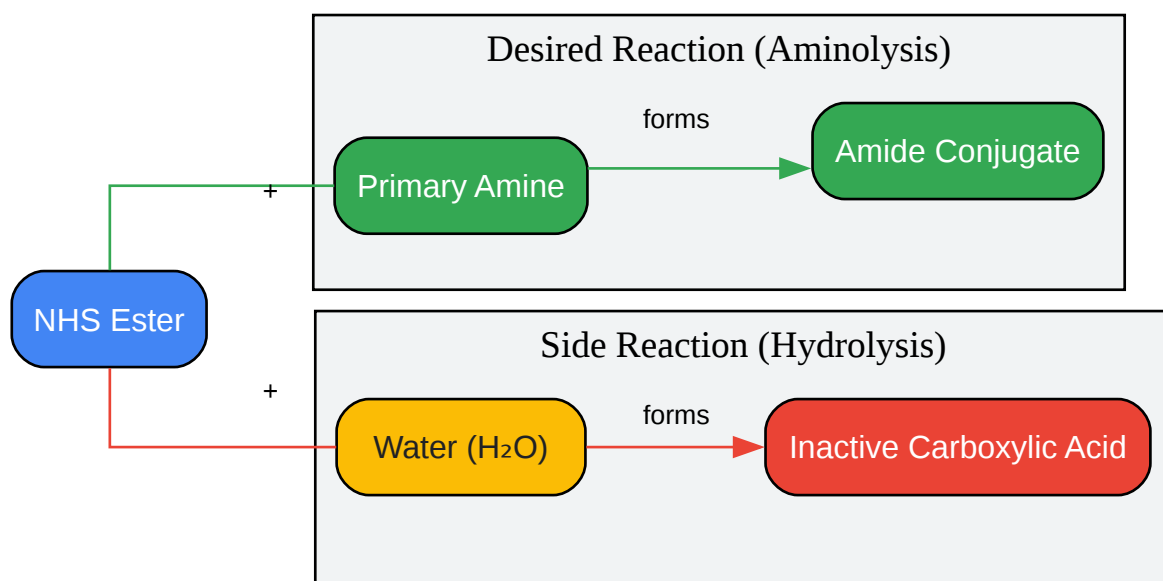 Desired Reaction (Aminolysis)
forms
Amide Conjugate
Primary Amine
+
NHS Ester
Side Reaction (Hydrolysis)
+
forms
Water (H₂O)
Inactive Carboxylic Acid